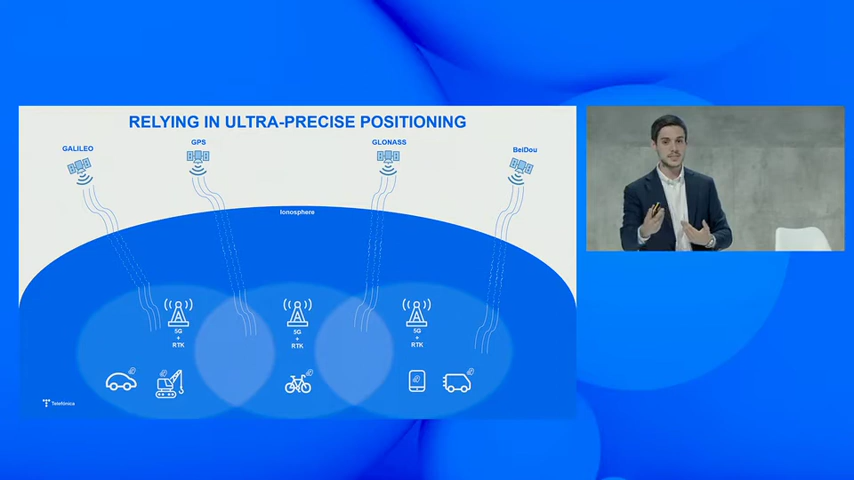 RELYING IN ULTRA-PRECISE POSITIONING
GALILEO
GPS
GLONASS
BeiDou
Ionosphere
5G
+
RTK
5G
+
RTK
5G
+
RTK
Telefónica